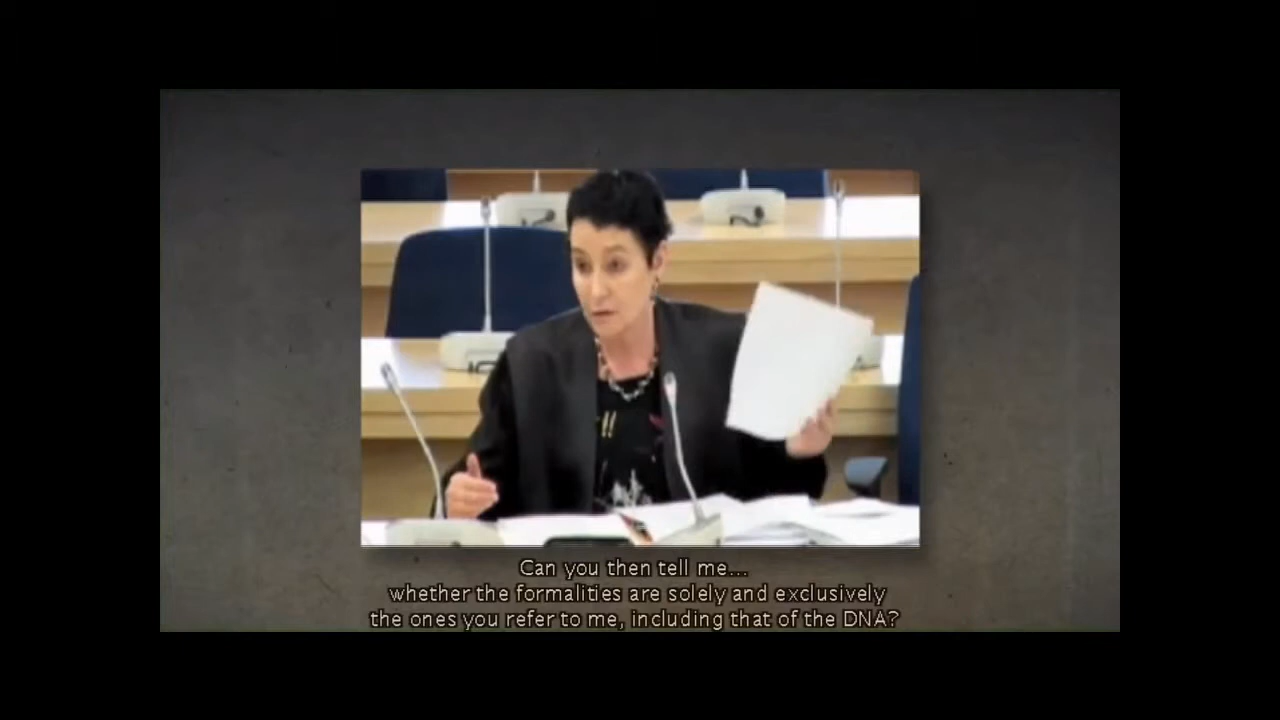 Can you then tell me...
whether the formalities are solely and exclusively
the ones you refer to me, including that of the DNA?